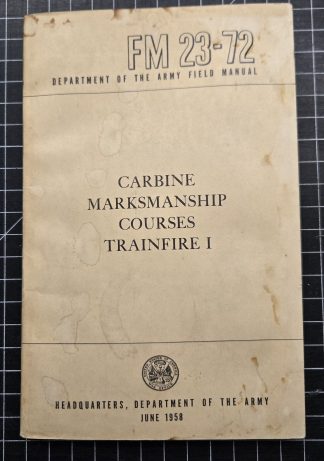 FM 23-72
DEPARTMENT OF THE ARMY FIELD MANUAL
CARBINE
MARKSMANSHIP
COURSES
TRAINFIRE I
HEADQUARTERS, DEPARTMENT OF THE ARMY
JUNE 1958